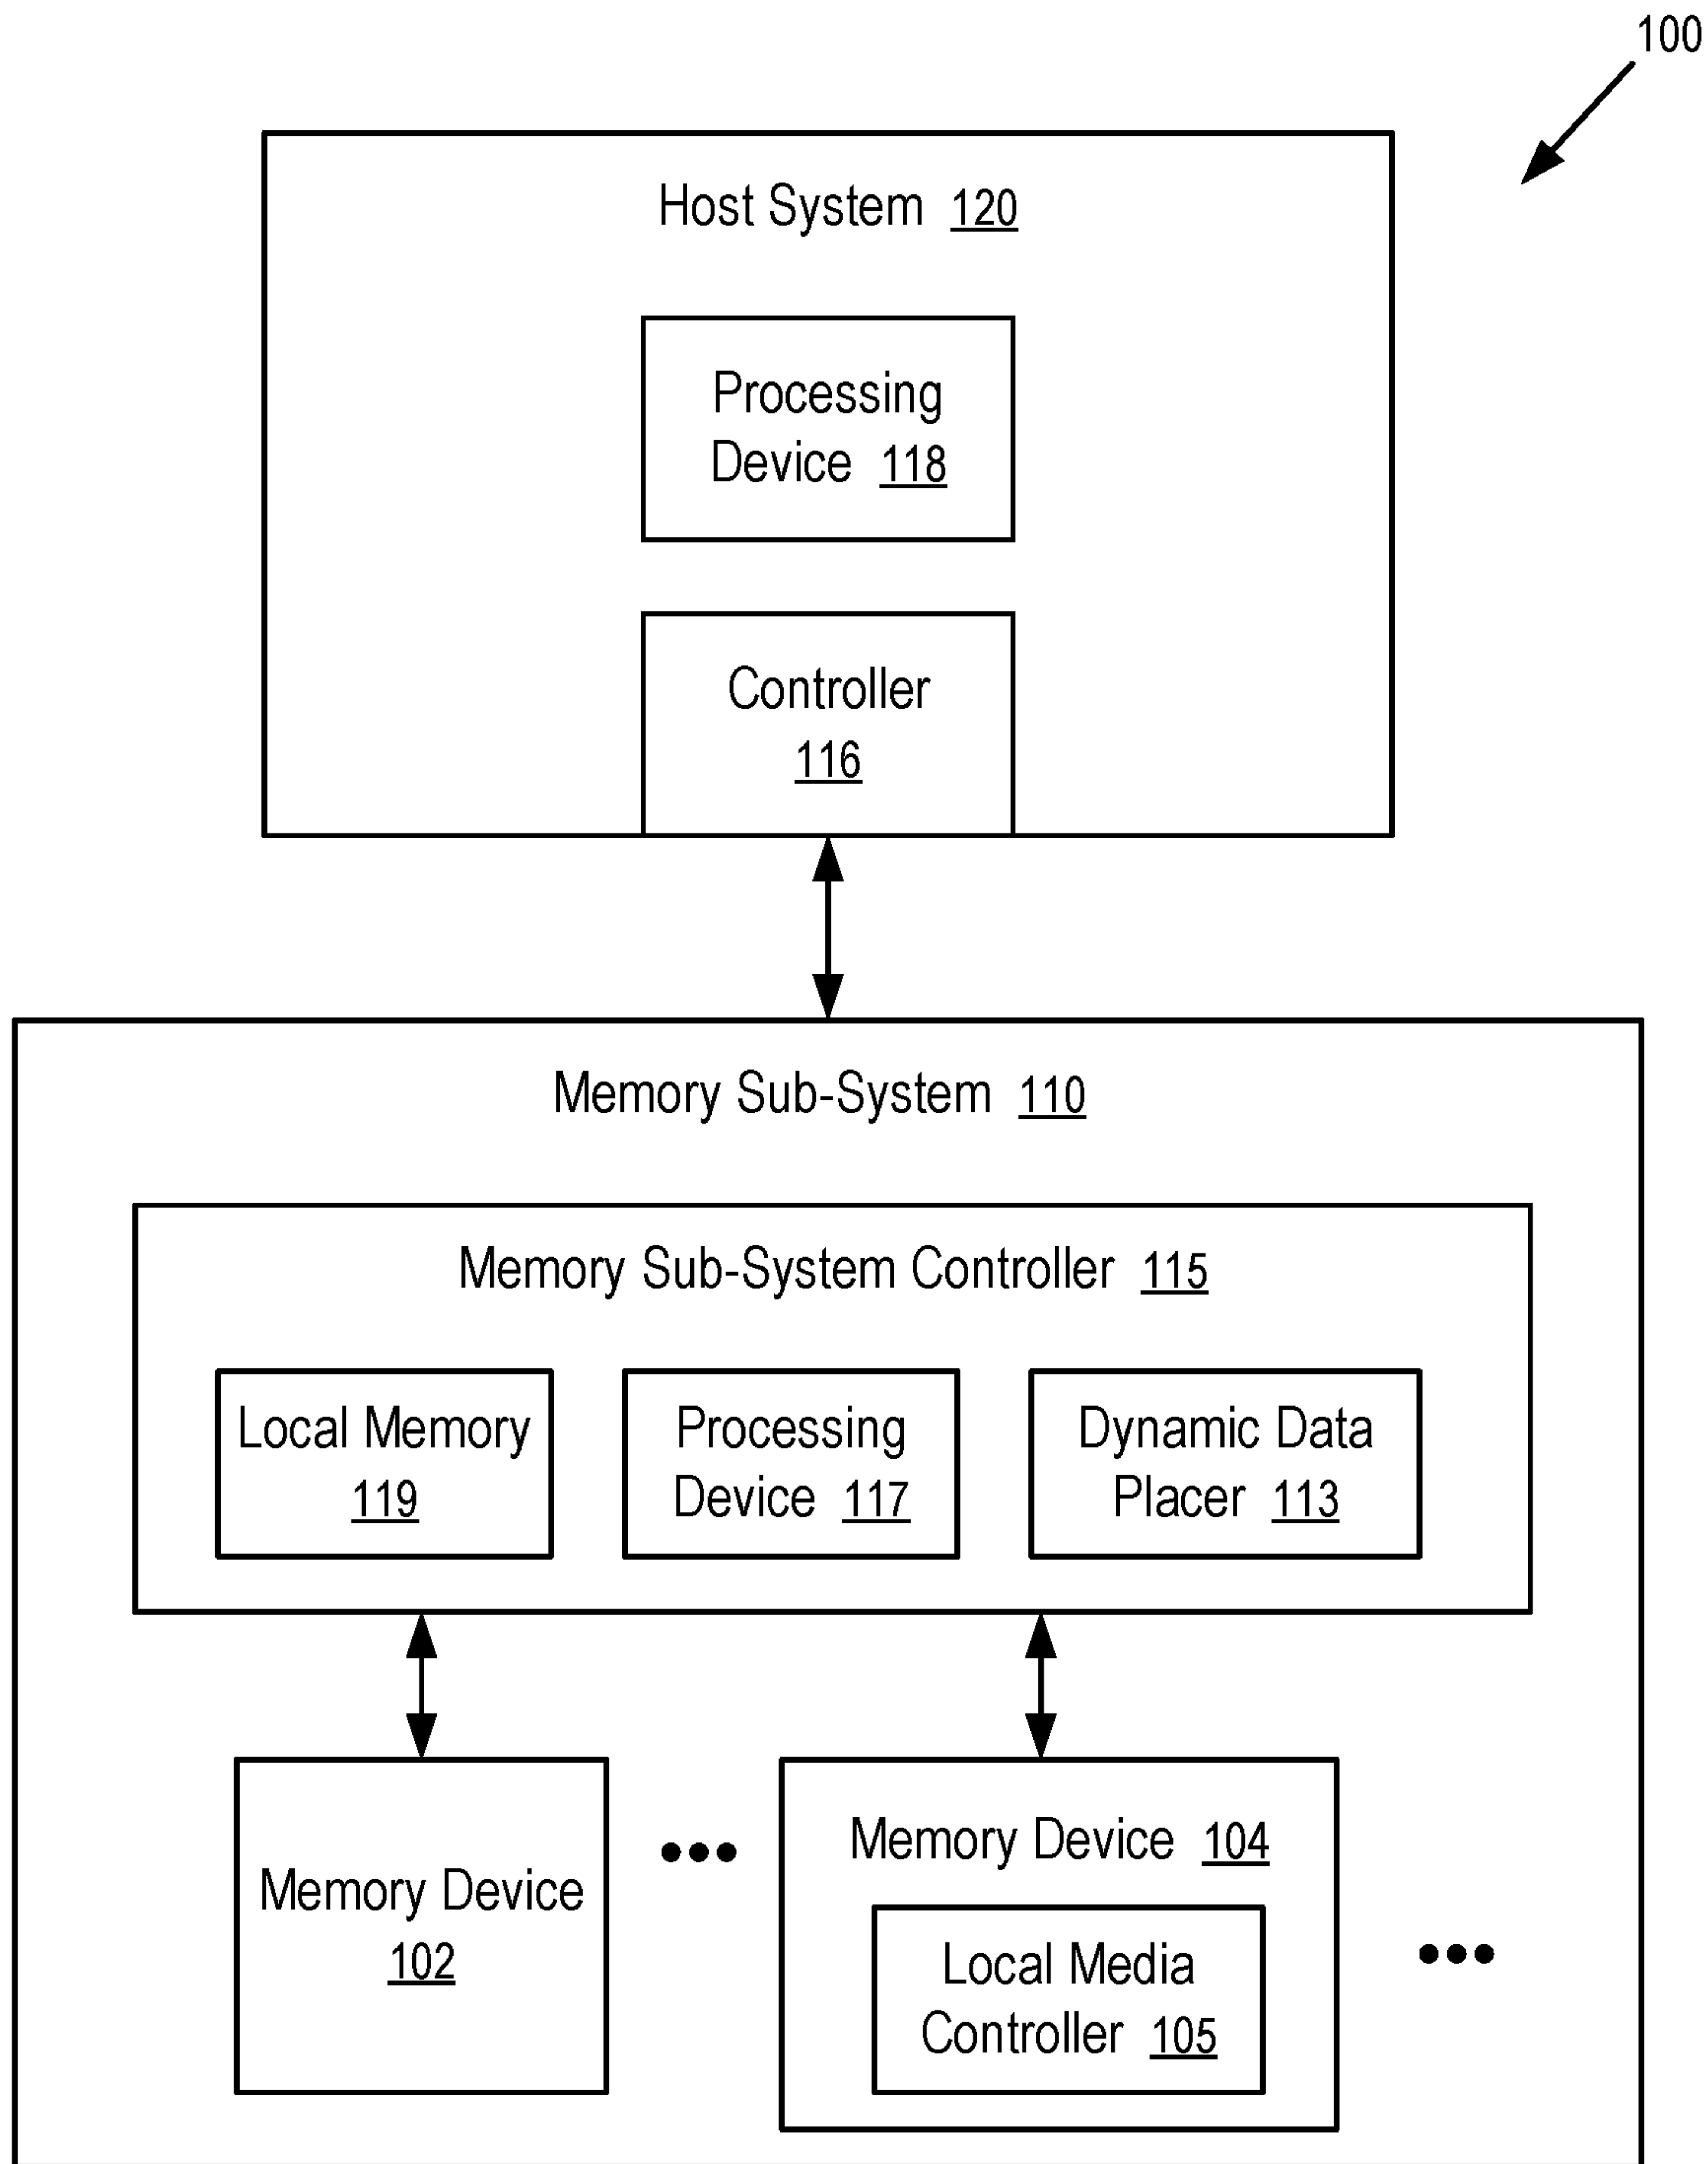 100
Host System 120
Processing
Device 118
Controller
116
Memory Sub-System 110
Memory Sub-System Controller 115
Local Memory
119
Processing
Device 117
Dynamic Data
Placer 113
Memory Device
102
Memory Device 104
Local Media
Controller 105